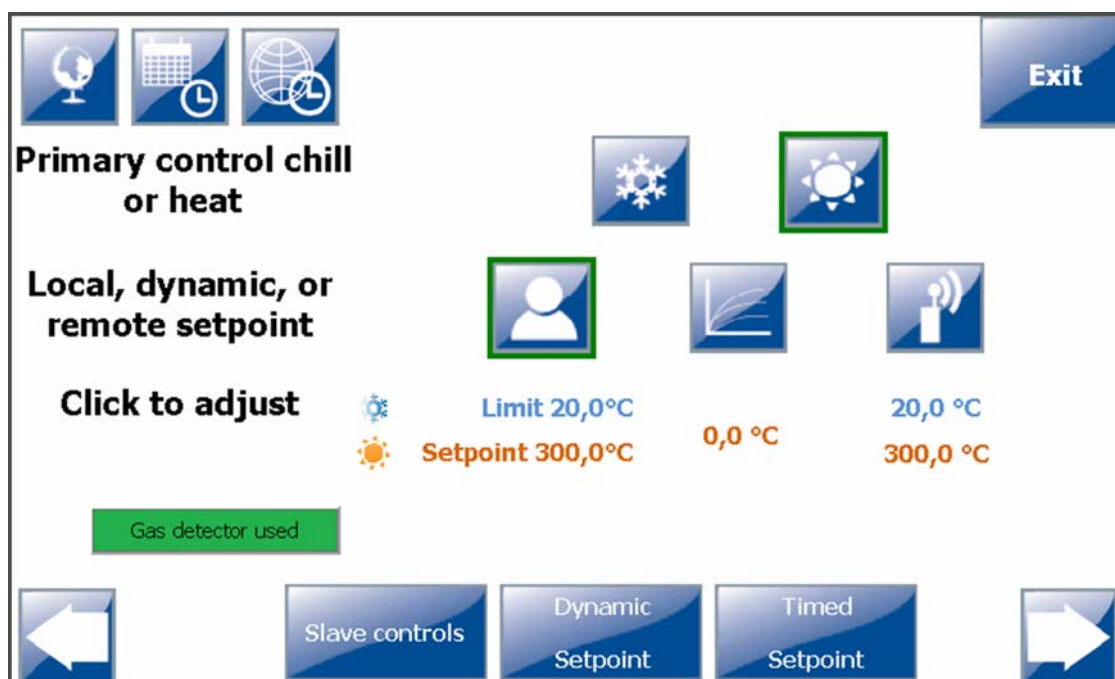 Exit
Primary control chill
or heat
Local, dynamic, or
remote setpoint
Click to adjust
Limit 20,0°C
Setpoint 300,0°C
0,0 °C
20,0 °C
300,0 °C
Gas detector used
Slave controls
Dynamic
Setpoint
Timed
Setpoint